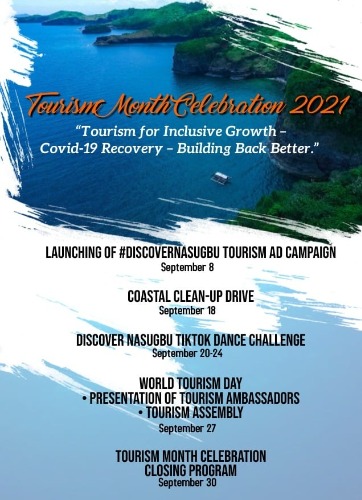 Tourism Month Celebration 2021
“Tourism for Inclusive Growth –
Covid-19 Recovery – Building Back Better.”
LAUNCHING OF #DISCOVERNASUGBU TOURISM AD CAMPAIGN
September 8
COASTAL CLEAN-UP DRIVE
September 18
DISCOVER NASUGBU TIKTOK DANCE CHALLENGE
September 20-24
WORLD TOURISM DAY
• PRESENTATION OF TOURISM AMBASSADORS
• TOURISM ASSEMBLY
September 27
TOURISM MONTH CELEBRATION
CLOSING PROGRAM
September 30